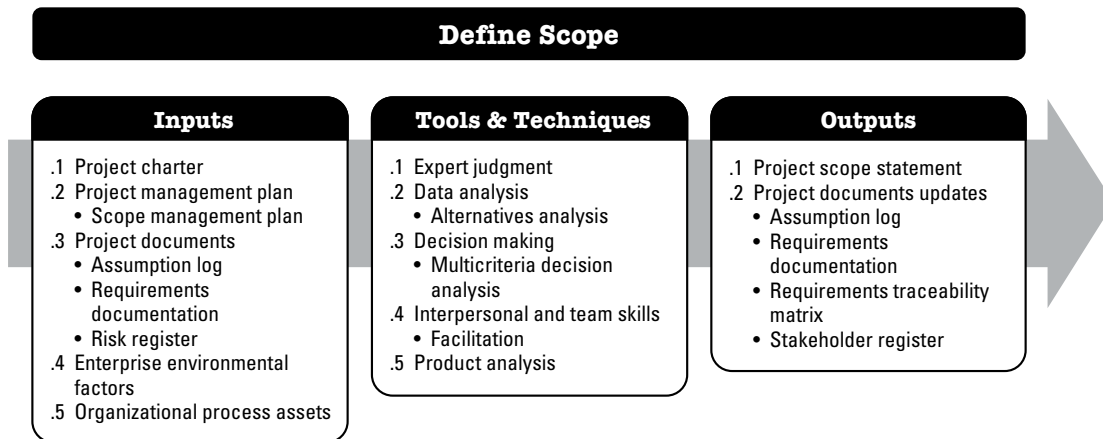 Define Scope
Inputs
.1 Project charter
.2 Project management plan
• Scope management plan
.3 Project documents
• Assumption log
• Requirements
documentation
• Risk register
.4 Enterprise environmental
factors
.5 Organizational process assets
Tools & Techniques
.1 Expert judgment
.2 Data analysis
• Alternatives analysis
.3 Decision making
• Multicriteria decision
analysis
.4 Interpersonal and team skills
• Facilitation
.5 Product analysis
Outputs
.1 Project scope statement
.2 Project documents updates
• Assumption log
• Requirements
documentation
• Requirements traceability
matrix
• Stakeholder register